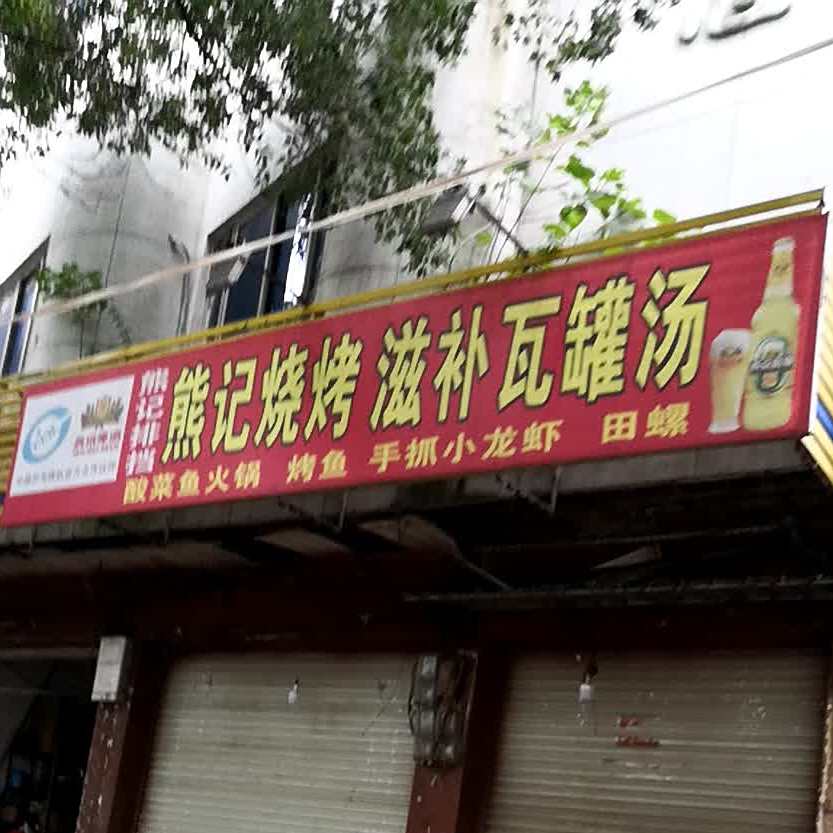 熊记排挡
熊记烧烤 滋补瓦罐汤
酸菜鱼火锅 烤鱼 手抓小龙虾 田螺